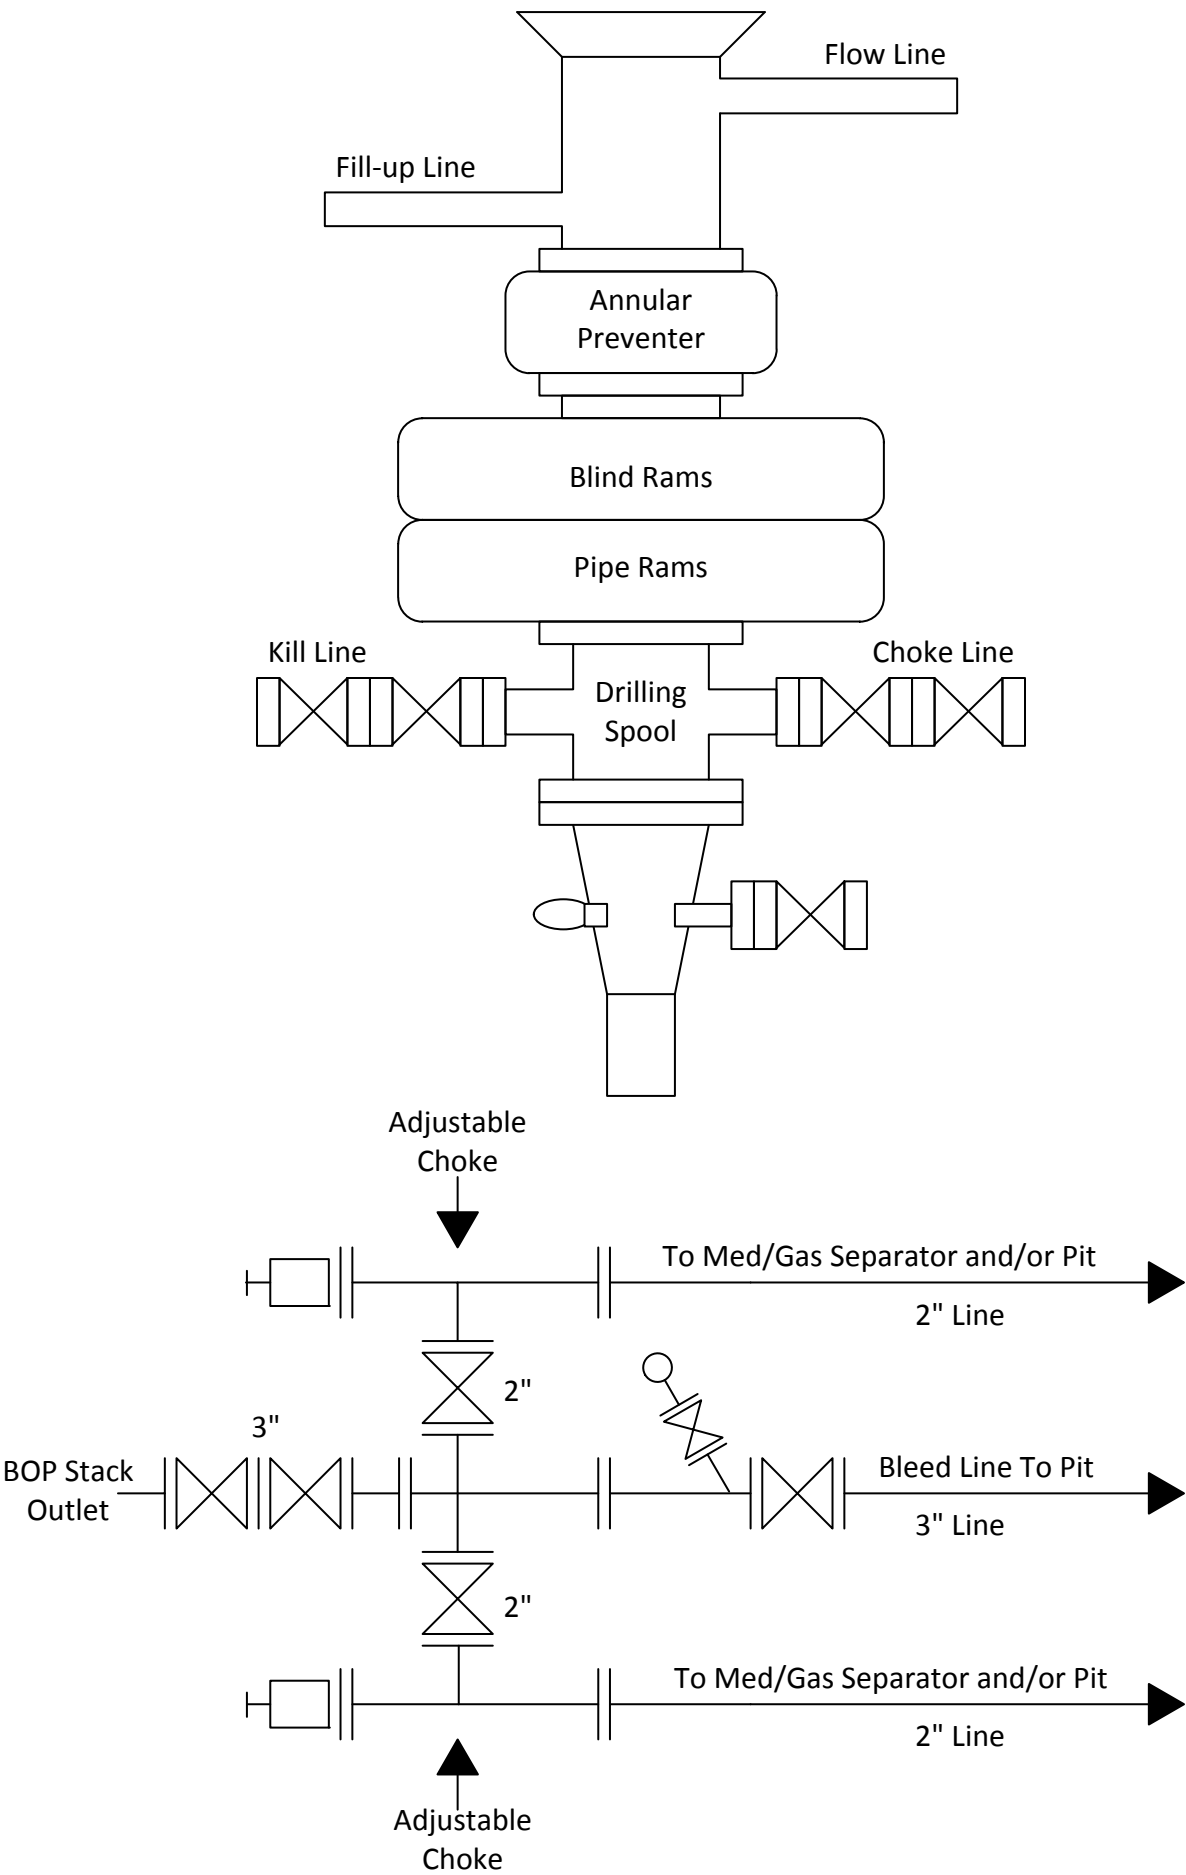 Flow Line
Fill-up Line
Annular
Preventer
Blind Rams
Pipe Rams
Kill Line
Choke Line
Drilling
Spool
Adjustable
Choke
To Med/Gas Separator and/or Pit
2" Line
2"
3"
BOP Stack
Outlet
Bleed Line To Pit
3" Line
2"
To Med/Gas Separator and/or Pit
2" Line
Adjustable
Choke